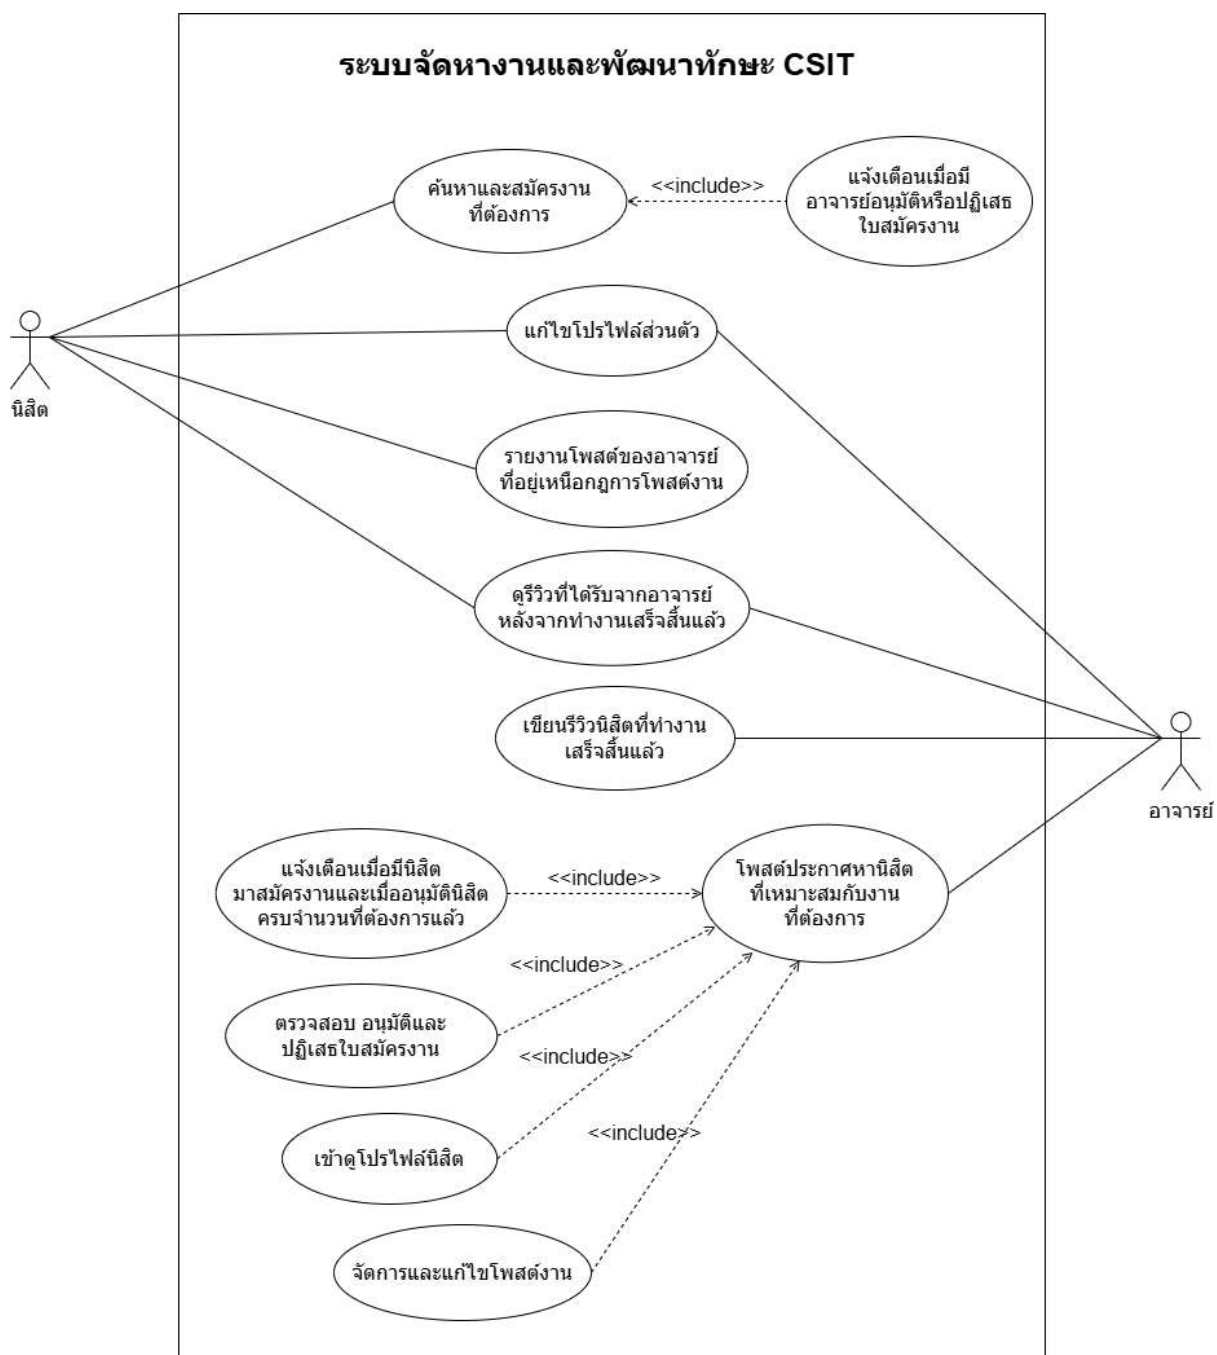 ระบบจัดหางานและพัฒนาทักษะ CSIT
ค้นหาและสมัครงาน
ที่ต้องการ
<<include>>
แจ้งเตือนเมื่อมี
อาจารย์อนุมัติหรือปฏิเสธ
ใบสมัครงาน
แก้ไขโปรไฟล์ส่วนตัว
นิสิต
รายงานโพสต์ของอาจารย์
ที่อยู่เหนือกฎการโพสต์งาน
ดูรีวิวที่ได้รับจากอาจารย์
หลังจากทำงานเสร็จสิ้นแล้ว
เขียนรีวิวนิสิตที่ทำงาน
เสร็จสิ้นแล้ว
อาจารย์
แจ้งเตือนเมื่อมีนิสิต
มาสมัครงานและเมื่ออนุมัตินิสิต
ครบจำนวนที่ต้องการแล้ว
<<include>>
โพสต์ประกาศหานิสิต
ที่เหมาะสมกับงาน
ที่ต้องการ
<<include>>
ตรวจสอบ อนุมัติและ
ปฏิเสธใบสมัครงาน
<<include>>
เข้าดูโปรไฟล์นิสิต
<<include>>
จัดการและแก้ไขโพสต์งาน